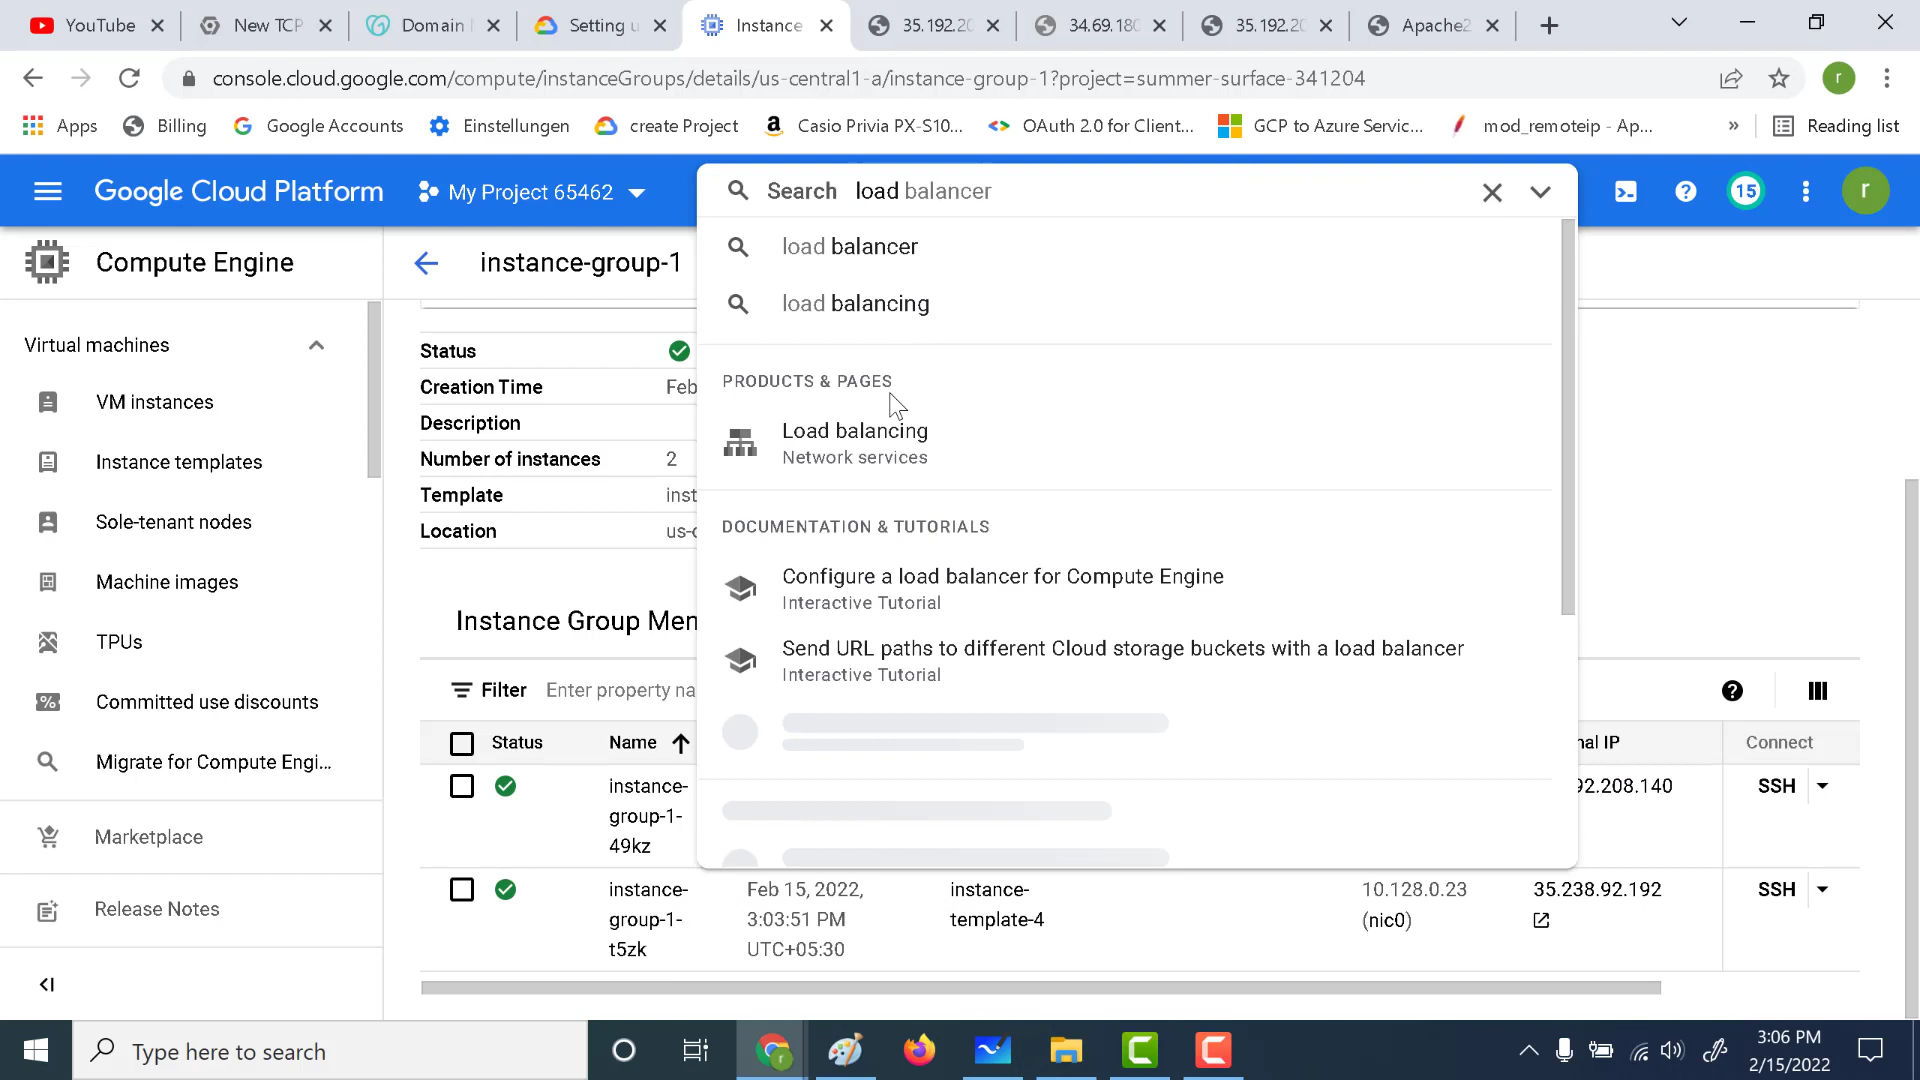 YouTube
New TCP
Domain
Setting u
Instance
35.192.20
34.69.180
35.192.20
Apache2
console.cloud.google.com/compute/instanceGroups/details/us-central1-a/instance-group-1?project=summer-surface-341204
r
Apps
Billing
Google Accounts
Einstellungen
create Project
Casio Privia PX-S10...
OAuth 2.0 for Client...
GCP to Azure Servic...
mod_remoteip - Ap...
»
Reading list
Google Cloud Platform
My Project 65462
Search load balancer
15
r
Compute Engine
instance-group-1
load balancer
load balancing
PRODUCTS & PAGES
Load balancing
Network services
DOCUMENTATION & TUTORIALS
Configure a load balancer for Compute Engine
Interactive Tutorial
Send URL paths to different Cloud storage buckets with a load balancer
Interactive Tutorial
Virtual machines
VM instances
Instance templates
Sole-tenant nodes
Machine images
TPUs
Committed use discounts
Migrate for Compute Engi...
Marketplace
Release Notes
Status
Creation Time Feb
Description
Number of instances 2
Template inst
Location us-c
Instance Group Mem
Filter Enter property na
Status Name nal IP Connect
instance-
group-1-
49kz
92.208.140 SSH
instance-
group-1-
t5zk
Feb 15, 2022,
3:03:51 PM
UTC+05:30
instance-
template-4
10.128.0.23
(nic0)
35.238.92.192
SSH
Type here to search
3:06 PM
2/15/2022